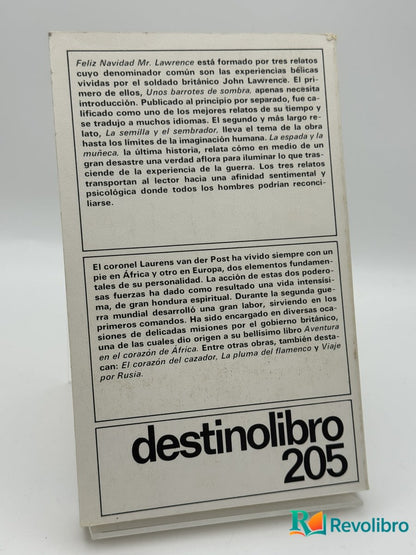 Feliz Navidad Mr. Lawrence está formado por tres relatos
cuyo denominador común son las experiencias bélicas
vividas por el soldado británico John Lawrence. El pri-
mero de ellos, Unos barrotes de sombra, apenas necesita
introducción. Publicado al principio por separado, fue ca-
lificado como uno de los mejores relatos de su tiempo y
se tradujo a muchos idiomas. El segundo y más largo re-
lato, La semilla y el sembrador, lleva el tema de la obra
hasta los límites de la imaginación humana. La espada y la
muñeca, la última historia, relata cómo en medio de un
gran desastre una verdad aflora para iluminar lo que tras-
ciende de la experiencia de la guerra. Los tres relatos
transportan al lector hacia una afinidad sentimental y
psicológica donde todos los hombres podrían reconci-
liarse.
El coronel Laurens van der Post ha vivido siempre con un
pie en África y otro en Europa, dos elementos fundamen-
tales de su personalidad. La acción de estas dos podero-
sas fuerzas ha dado como resultado una vida intensísi-
ma, de gran hondura espiritual. Durante la segunda gue-
rra mundial desarrolló una gran labor, sirviendo en los
primeros comandos. Ha sido encargado en diversas oca-
siones de delicadas misiones por el gobierno británico,
una de las cuales dio origen a su bellísimo libro Aventura
en el corazón de África. Entre otras obras, también desta-
can: El corazón del cazador, La pluma del flamenco y Viaje
por Rusia.
destinolibro
205
Revolibro